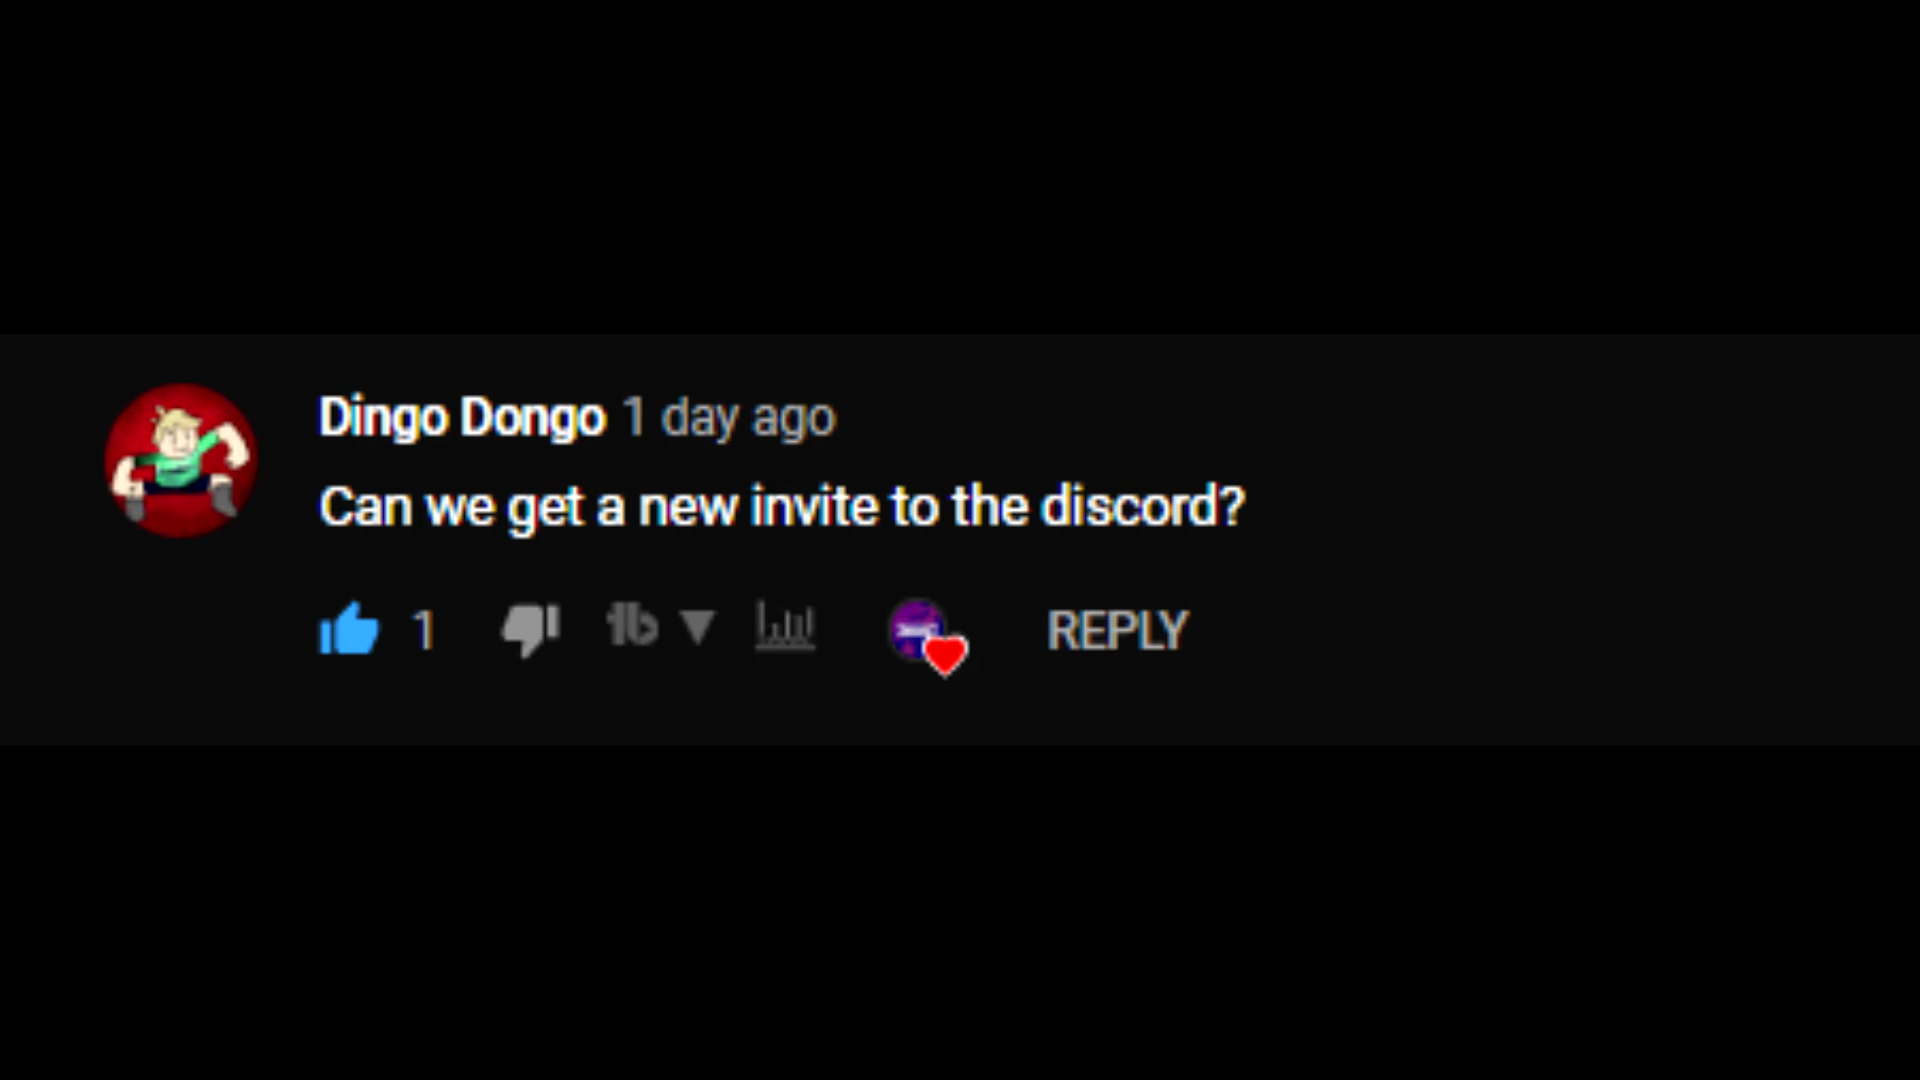 Dingo Dongo 1 day ago
Can we get a new invite to the discord?
1 REPLY